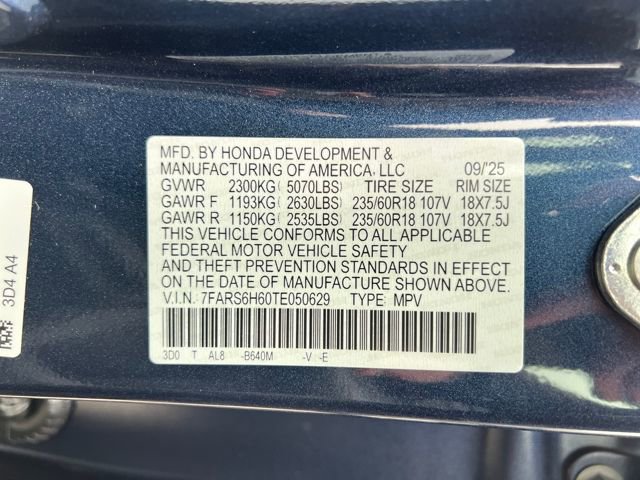 MFD. BY HONDA DEVELOPMENT &
MANUFACTURING OF AMERICA, LLC 09/'25
GVWR 2300KG( 5070LBS) TIRE SIZE RIM SIZE
GAWR F 1193KG( 2630LBS) 235/60R18 107V 18X7.5J
GAWR R 1150KG( 2535LBS) 235/60R18 107V 18X7.5J
THIS VEHICLE CONFORMS TO ALL APPLICABLE
FEDERAL MOTOR VEHICLE SAFETY
AND THEFT PREVENTION STANDARDS IN EFFECT
ON THE DATE OF MANUFACTURE SHOWN ABOVE.
V.I.N. 7FARS6H60TE050629 TYPE: MPV
3D0 T AL8 -B640M -V -E
3D4 A4